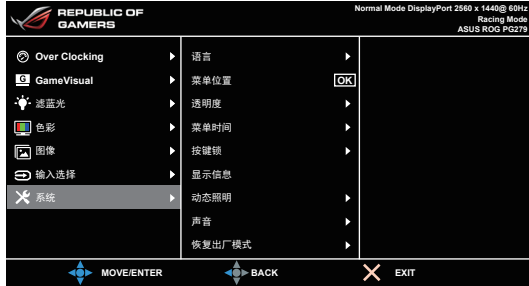 REPUBLIC OF
GAMERS
Normal Mode DisplayPort 2560 x 1440@ 60Hz
Racing Mode
ASUS ROG PG279
Over Clocking
G GameVisual
滤蓝光
色彩
图像
输入选择
系统
语言
菜单位置 OK
透明度
菜单时间
按键锁
显示信息
动态照明
声音
恢复出厂模式
MOVE/ENTER BACK EXIT